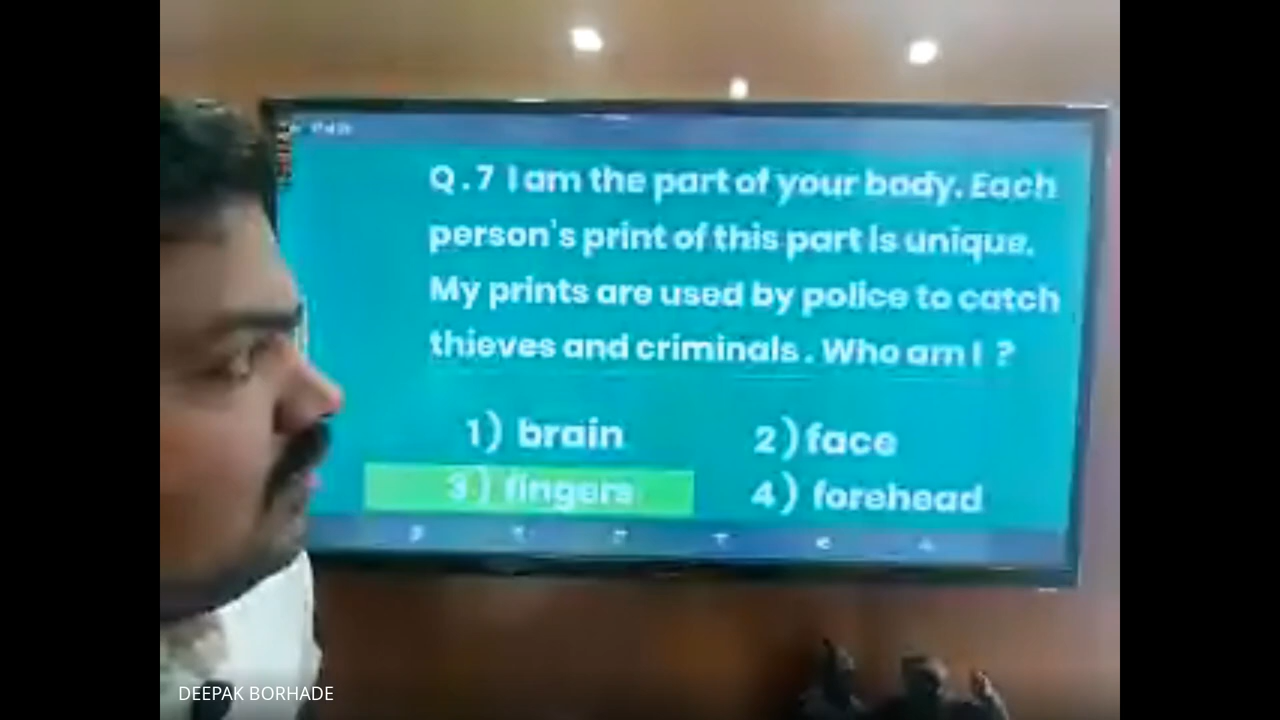 Q.7 I am the part of your body. Each
person's print of this part is unique.
My prints are used by police to catch
thieves and criminals. Who am I ?
1) brain 2) face
3) fingers 4) forehead
DEEPAK BORHADE